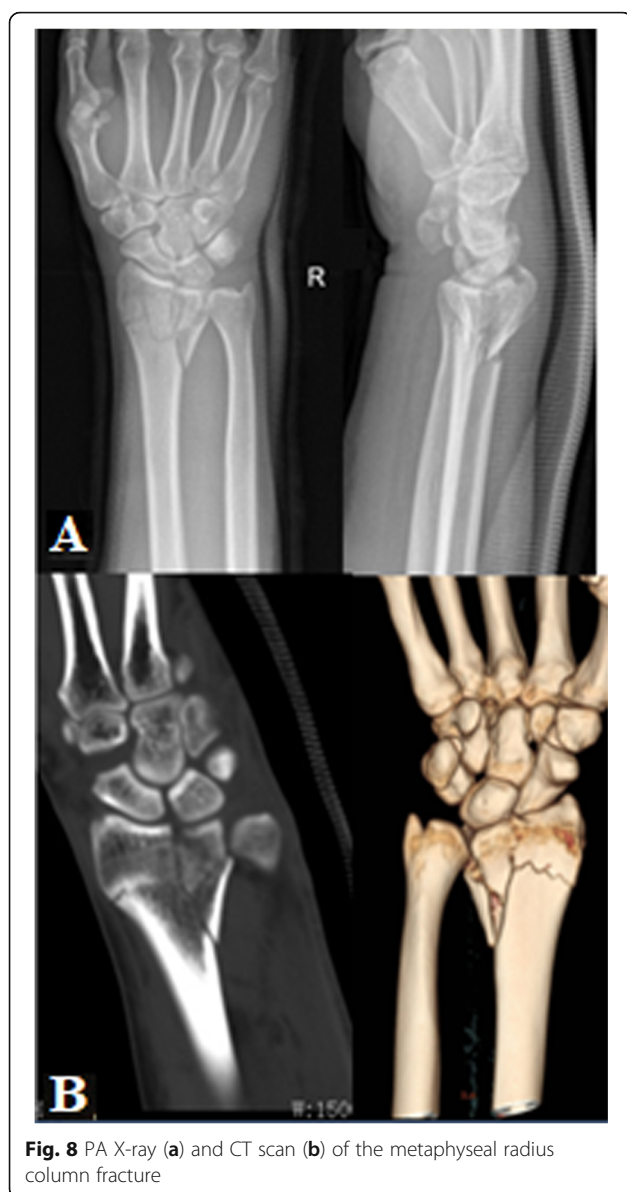 R
A
B
W:150
Fig. 8 PA X-ray (a) and CT scan (b) of the metaphyseal radius
column fracture